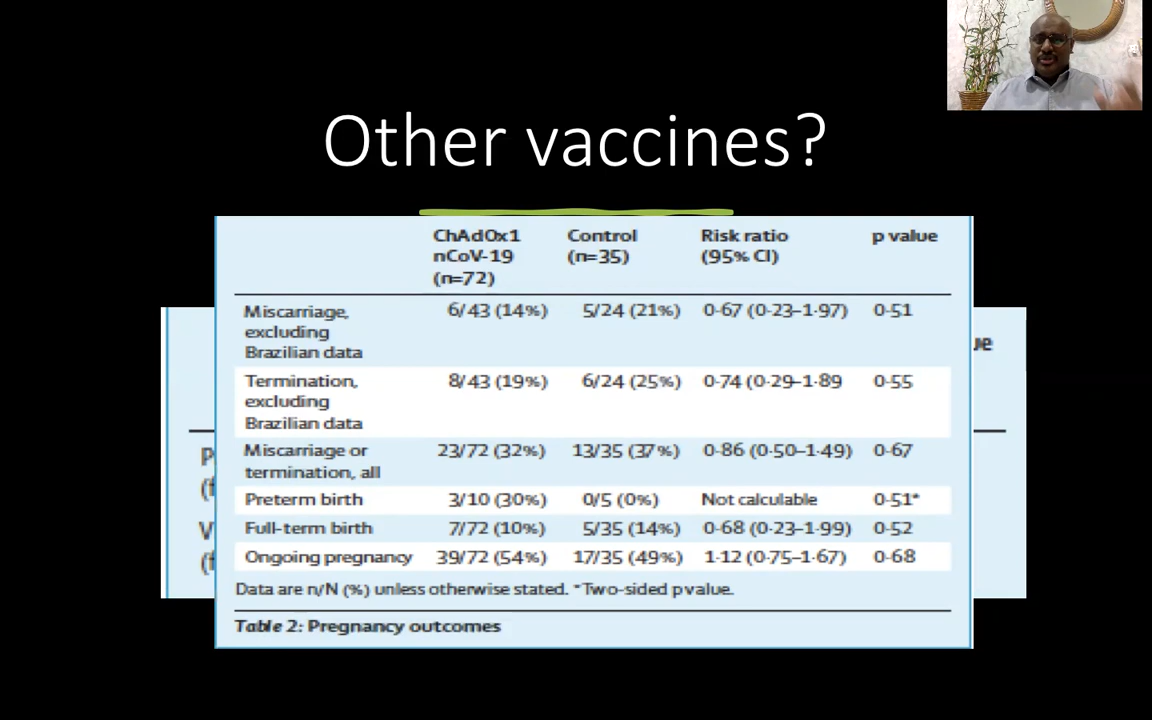 Other vaccines?
ChAdOx1 nCoV-19 (n=72) Control (n=35) Risk ratio (95% CI) p value
Miscarriage, excluding Brazilian data 6/43 (14%) 5/24 (21%) 0·67 (0·23–1·97) 0·51
Termination, excluding Brazilian data 8/43 (19%) 6/24 (25%) 0·74 (0·29–1·89 0·55
Miscarriage or termination, all 23/72 (32%) 13/35 (37%) 0·86 (0·50–1·49) 0·67
Preterm birth 3/10 (30%) 0/5 (0%) Not calculable 0·51*
Full-term birth 7/72 (10%) 5/35 (14%) 0·68 (0·23–1·99) 0·52
Ongoing pregnancy 39/72 (54%) 17/35 (49%) 1·12 (0·75–1·67) 0·68
Data are n/N (%) unless otherwise stated. *Two-sided p value.
Table 2: Pregnancy outcomes